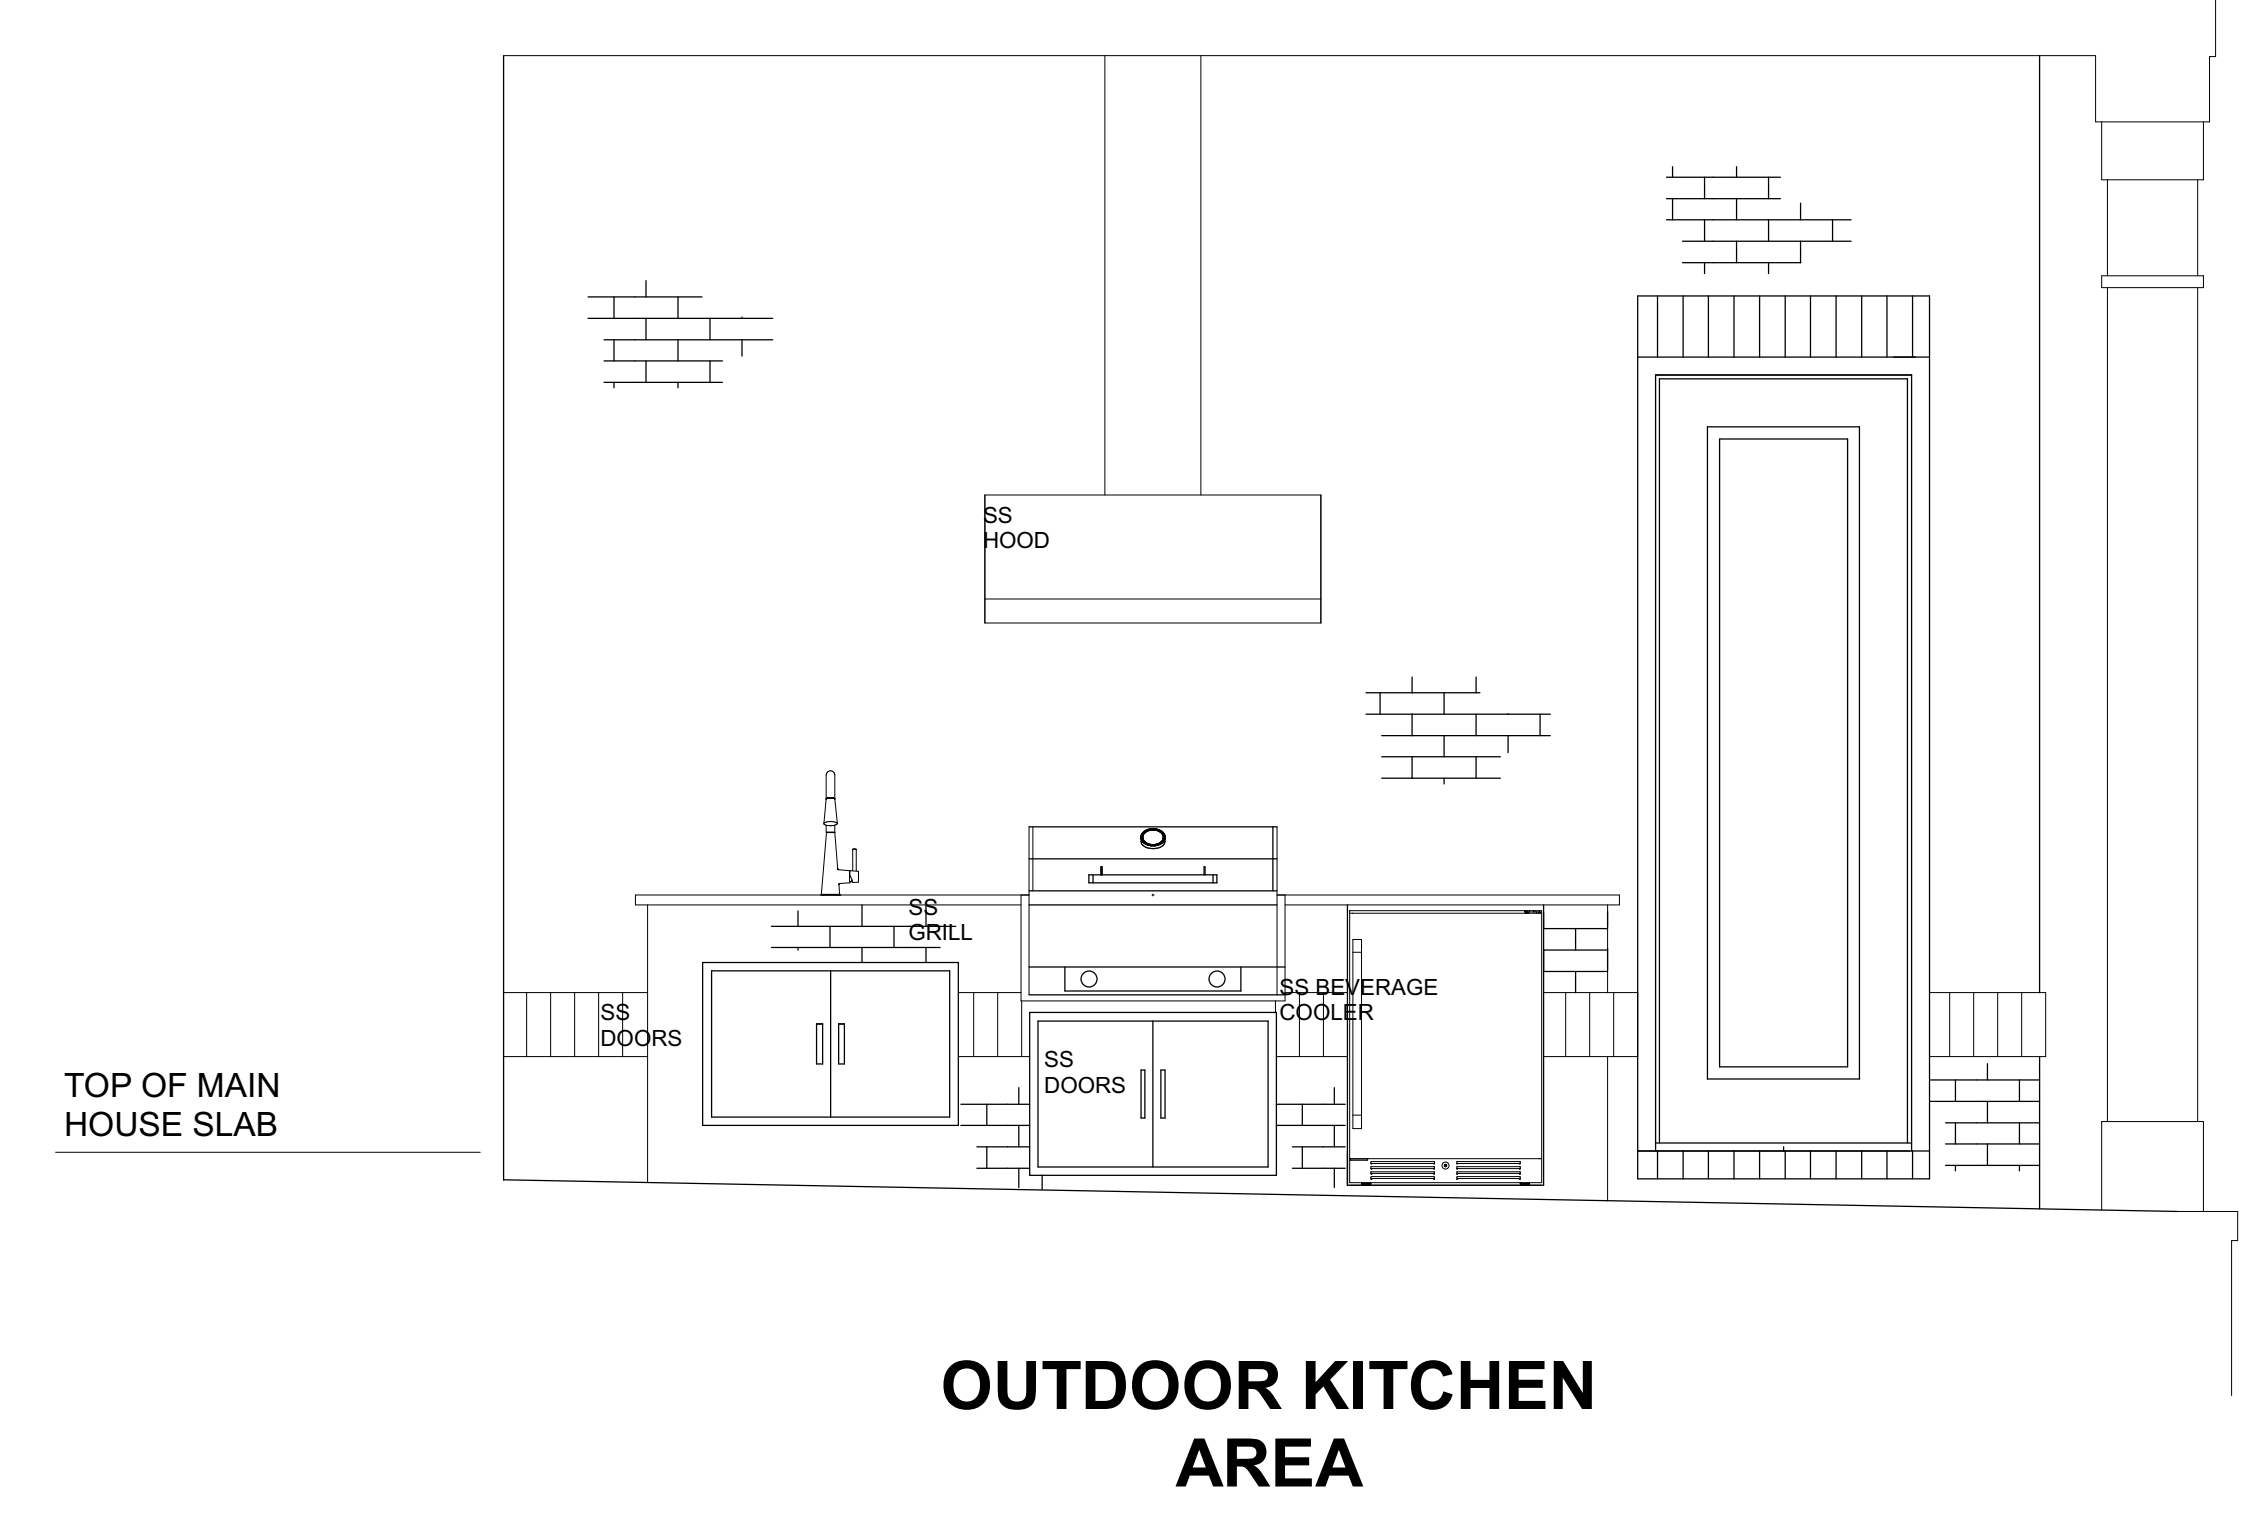 SS
HOOD
SS
GRILL
SS BEVERAGE
COOLER
SS
DOORS
SS
DOORS
TOP OF MAIN
HOUSE SLAB
OUTDOOR KITCHEN
AREA